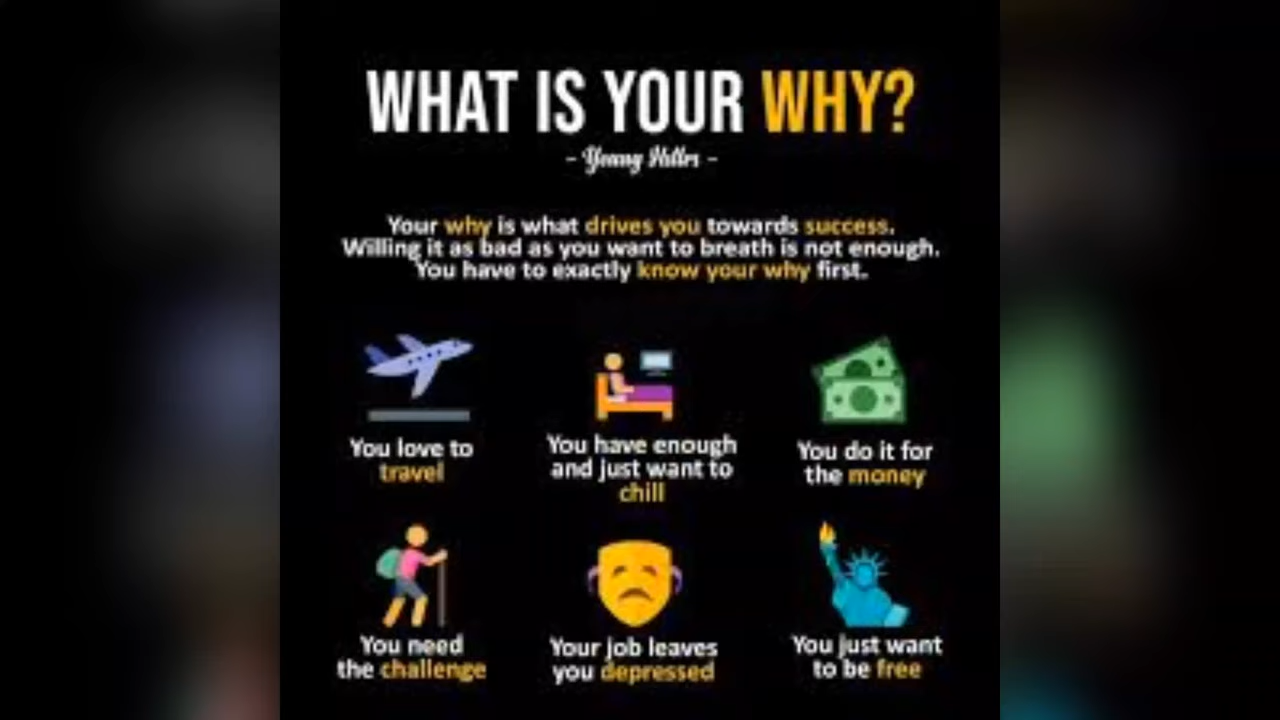 WHAT IS YOUR WHY?
Your why is what drives you towards success.
Willing it as bad as you want to breath is not enough.
You have to exactly know your why first.
You love to
travel
You have enough
and just want to
chill
You do it for
the money
You need
the challenge
Your job leaves
you depressed
You just want
to be free